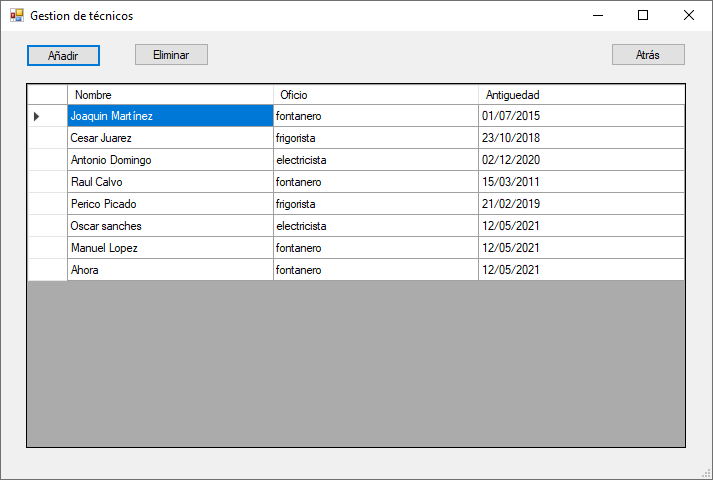 Gestion de técnicos
Añadir Eliminar Atrás
Nombre Oficio Antiguedad
Joaquin Martínez fontanero 01/07/2015
Cesar Juarez frigorista 23/10/2018
Antonio Domingo electricista 02/12/2020
Raul Calvo fontanero 15/03/2011
Perico Picado frigorista 21/02/2019
Oscar sanches electricista 12/05/2021
Manuel Lopez fontanero 12/05/2021
Ahora fontanero 12/05/2021